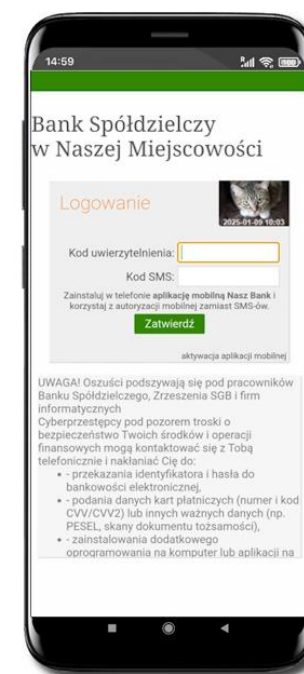 14:59
Bank Spółdzielczy
w Naszej Miejscowości
Logowanie
2025-01-09 10:03
Kod uwierzytelnienia:
Kod SMS:
Zainstaluj w telefonie aplikację mobilną Nasz Bank i
korzystaj z autoryzacji mobilnej zamiast SMS-ów.
Zatwierdź
aktywacja aplikacji mobilnej
UWAGA! Oszuści podszywają się pod pracowników
Banku Spółdzielczego, Zrzeszenia SGB i firm
informatycznych
Cyberprzestępcy pod pozorem troski o
bezpieczeństwo Twoich środków i operacji
finansowych mogą kontaktować się z Tobą
telefonicznie i nakłaniać Cię do:
• - przekazania identyfikatora i hasła do
bankowości elektronicznej,
• - podania danych kart płatniczych (numer i kod
CVV/CVV2) lub innych ważnych danych (np.
PESEL, skany dokumentu tożsamości),
• - zainstalowania dodatkowego
oprogramowania na komputer lub aplikacji na